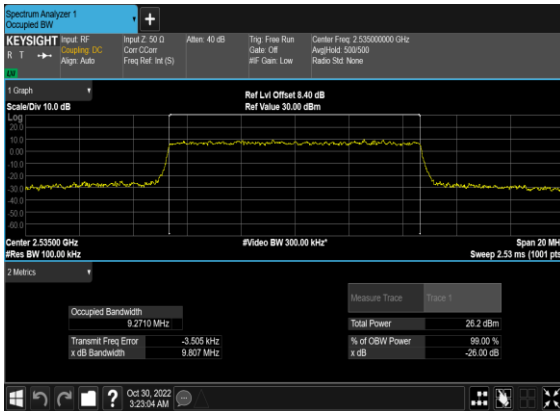 Spectrum Analyzer 1
Occupied BW
KEYSIGHT Input: RF Input Z: 50 Ω Atten: 40 dB Trig: Free Run Center Freq: 2.535000000 GHz
R T Coupling: DC Corr CCorr Gate: Off Avg|Hold: 500/500
Align: Auto Freq Ref: Int (S) #IF Gain: Low Radio Std: None
LXI
1 Graph
Ref Lvl Offset 8.40 dB
Scale/Div 10.0 dB Ref Value 30.00 dBm
Log
20.0
10.0
0.00
-10.0
-20.0
-30.0
-40.0
-50.0
-60.0
Center 2.53500 GHz #Video BW 300.00 kHz* Span 20 MH
#Res BW 100.00 kHz Sweep 2.53 ms (1001 pts
2 Metrics
Measure Trace Trace 1
Occupied Bandwidth
9.2710 MHz Total Power 26.2 dBm
Transmit Freq Error -3.505 kHz % of OBW Power 99.00 %
x dB Bandwidth 9.807 MHz x dB -26.00 dB
? Oct 30, 2022
3:23:04 AM